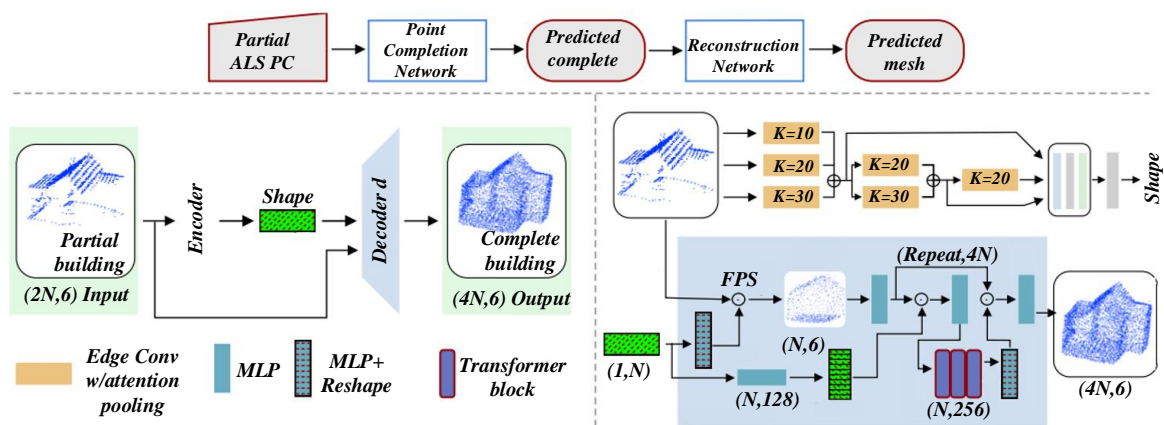 Partial
ALS PC
Point
Completion
Network
Predicted
complete
Reconstruction
Network
Predicted
mesh
Partial
building
(2N,6) Input
Encoder
Shape
Decoder d
Complete
building
(4N,6) Output
Edge Conv
w/attention
pooling
MLP
MLP+
Reshape
Transformer
block
K=10
K=20
K=30
K=20
K=30
K=20
Shape
(Repeat,4N)
FPS
(N,6)
(1,N)
(N,128)
(N,256)
(4N,6)